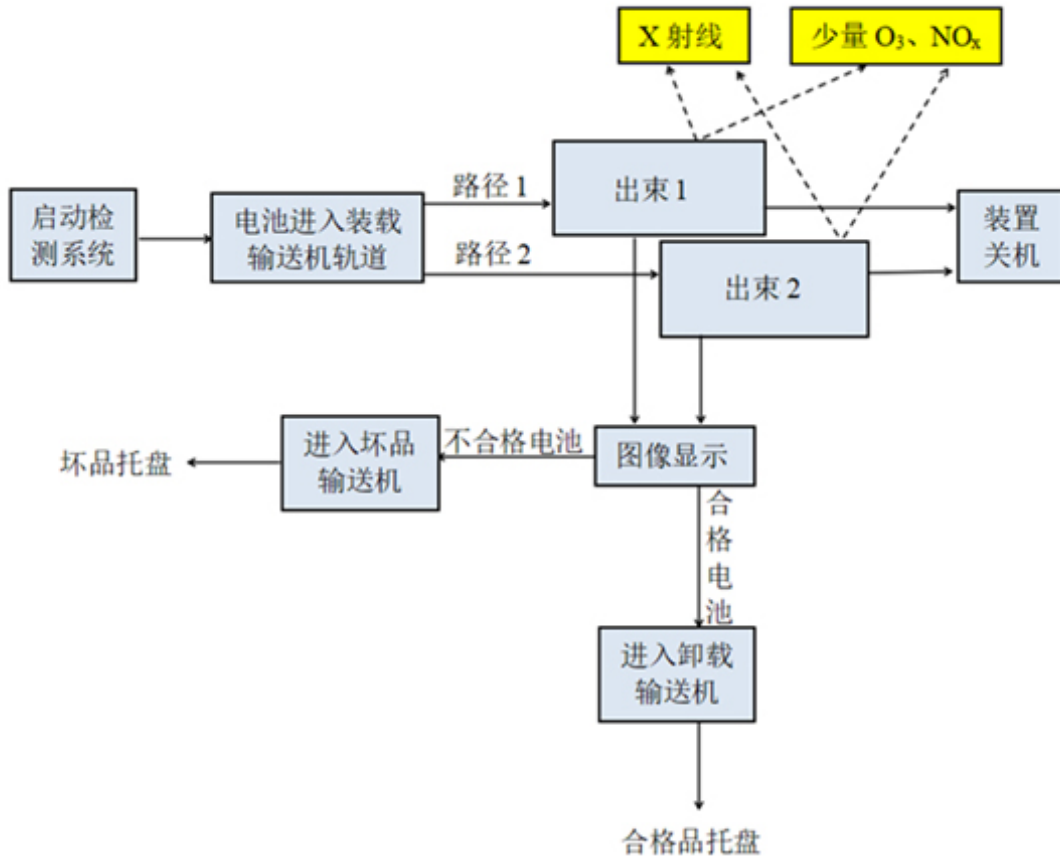 X 射线
少量 O₃、NOₓ
启动检
测系统
电池进入装载
输送机轨道
路径 1
路径 2
出束 1
出束 2
装置
关机
坏品托盘
进入坏品
输送机
不合格电池
图像显示
合
格
电
池
进入卸载
输送机
合格品托盘